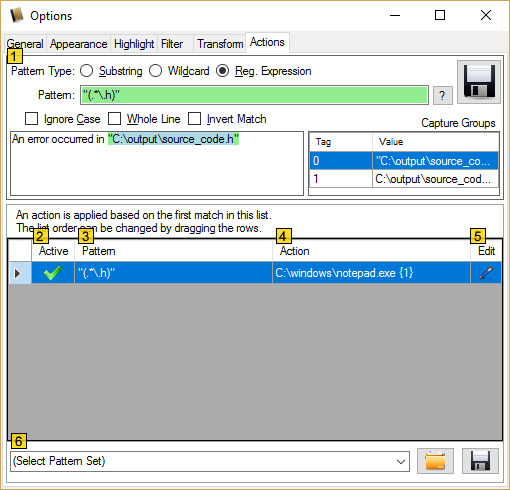 Options
General Appearance Highlight Filter Transform Actions
1
Pattern Type: Substring Wildcard Reg. Expression
Pattern: "(.*\.h)" ?
Ignore Case Whole Line Invert Match
Capture Groups
An error occurred in "C:\output\source_code.h"
Tag Value
0 "C:\output\source_co...
1 C:\output\source_cod...
An action is applied based on the first match in this list.
The list order can be changed by dragging the rows.
2 3 4 5
Active Pattern Action Edit
"(.*\.h)" C:\windows\notepad.exe {1}
6
(Select Pattern Set)